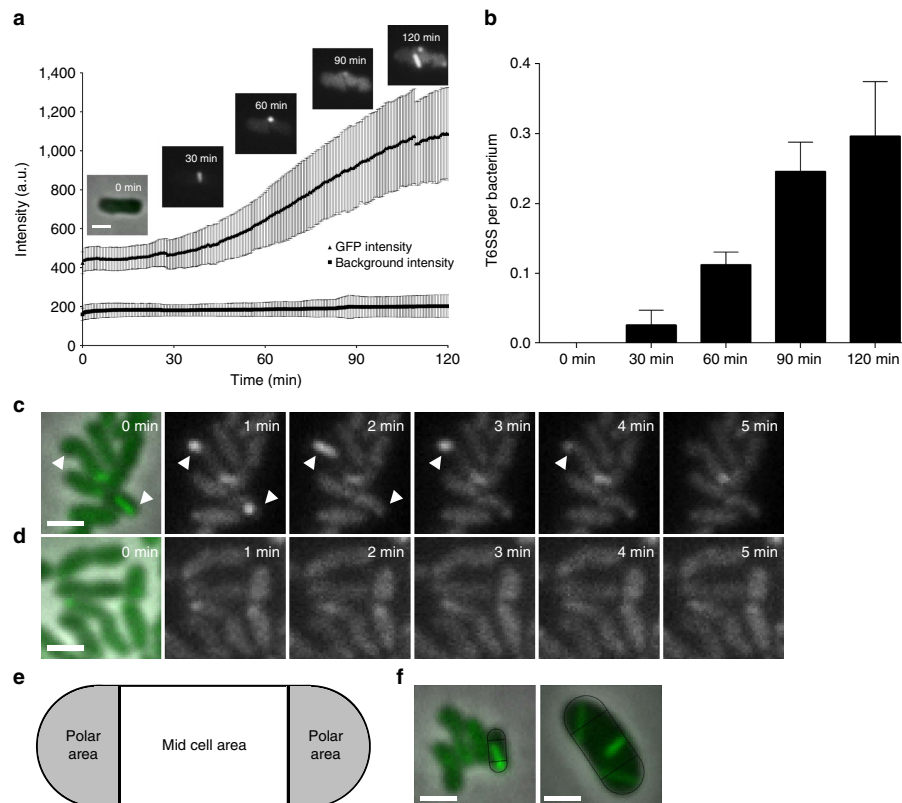 a
b
Intensity (a.u.)
1,400
1,200
1,000
800
600
400
200
0
0
30
60
90
120
Time (min)
0 min
30 min
60 min
90 min
120 min
GFP intensity
Background intensity
T6SS per bacterium
0.4
0.3
0.2
0.1
0.0
0 min
30 min
60 min
90 min
120 min
c
0 min
1 min
2 min
3 min
4 min
5 min
d
0 min
1 min
2 min
3 min
4 min
5 min
e
Polar
area
Mid cell area
Polar
area
f